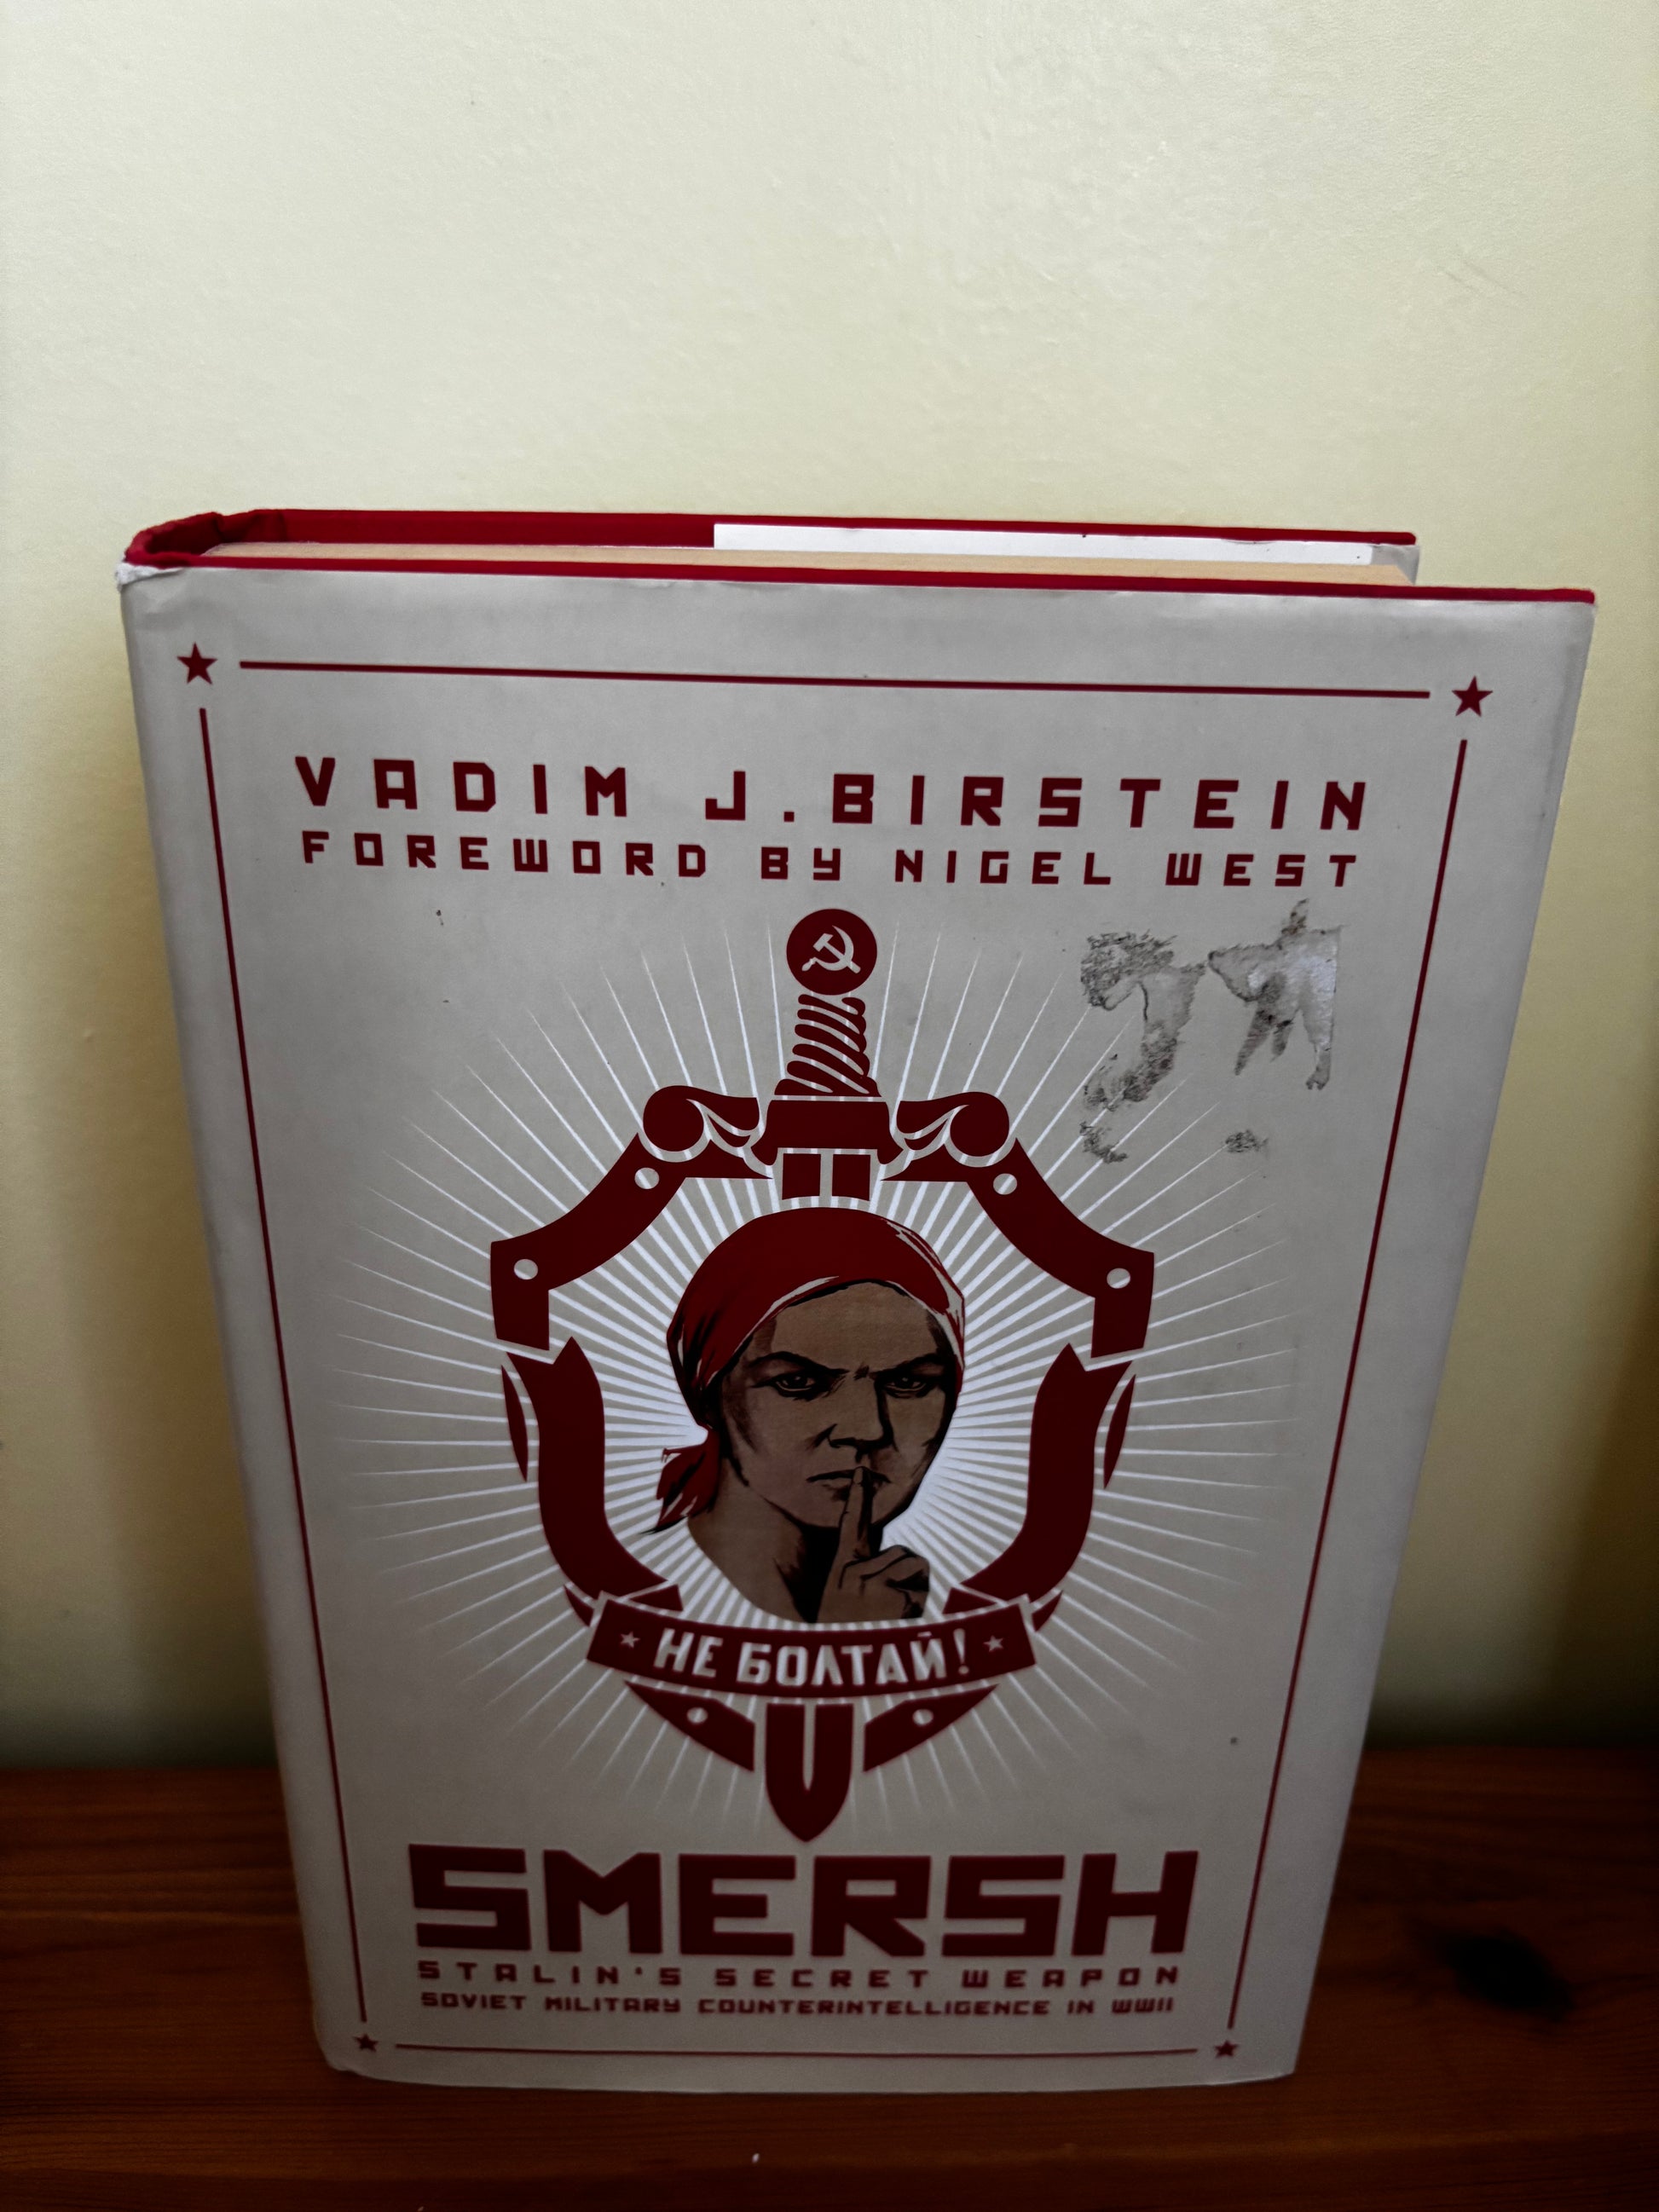 VADIM J. BIRSTEIN
FOREWORD BY NIGEL WEST
НЕ БОЛТАЙ!
SMERSH
STALIN'S SECRET WEAPON
SOVIET MILITARY COUNTERINTELLIGENCE IN WWII